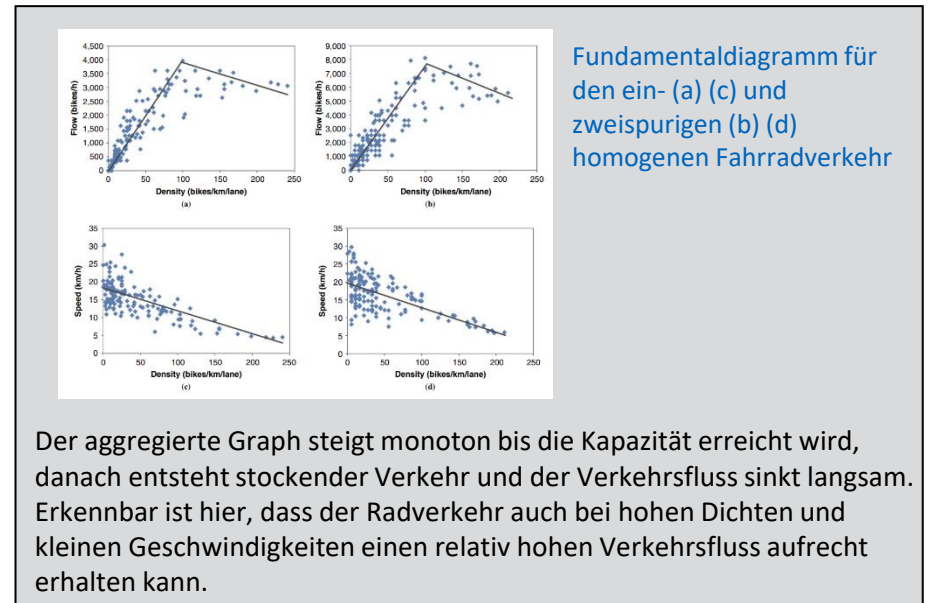 Fundamentaldiagramm für
den ein- (a) (c) und
zweispurigen (b) (d)
homogenen Fahrradverkehr
4,500
4,000
3,500
3,000
2,500
2,000
1,500
1,000
500
0
Flow (bikes/h)
0 50 100 150 200 250
Density (bikes/km/lane)
(a)
9,000
8,000
7,000
6,000
5,000
4,000
3,000
2,000
1,000
0
Flow (bikes/h)
0 50 100 150 200 250
Density (bikes/km/lane)
(b)
35
30
25
20
15
10
5
0
Speed (km/h)
0 50 100 150 200 250
Density (bikes/km/lane)
(c)
35
30
25
20
15
10
5
0
Speed (km/h)
0 50 100 150 200 250
Density (bikes/km/lane)
(d)
Der aggregierte Graph steigt monoton bis die Kapazität erreicht wird,
danach entsteht stockender Verkehr und der Verkehrsfluss sinkt langsam.
Erkennbar ist hier, dass der Radverkehr auch bei hohen Dichten und
kleinen Geschwindigkeiten einen relativ hohen Verkehrsfluss aufrecht
erhalten kann.